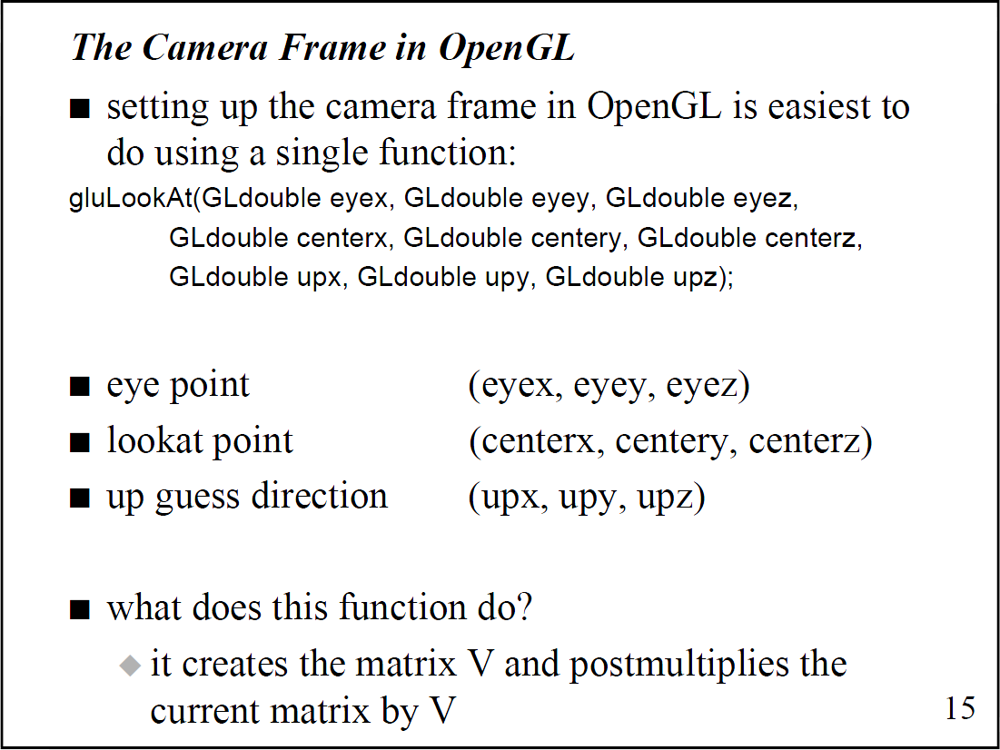 The Camera Frame in OpenGL
■ setting up the camera frame in OpenGL is easiest to
do using a single function:
gluLookAt(GLdouble eyex, GLdouble eyey, GLdouble eyez,
GLdouble centerx, GLdouble centery, GLdouble centerz,
GLdouble upx, GLdouble upy, GLdouble upz);
■ eye point (eyex, eyey, eyez)
■ lookat point (centerx, centery, centerz)
■ up guess direction (upx, upy, upz)
■ what does this function do?
◆ it creates the matrix V and postmultiplies the
current matrix by V
15